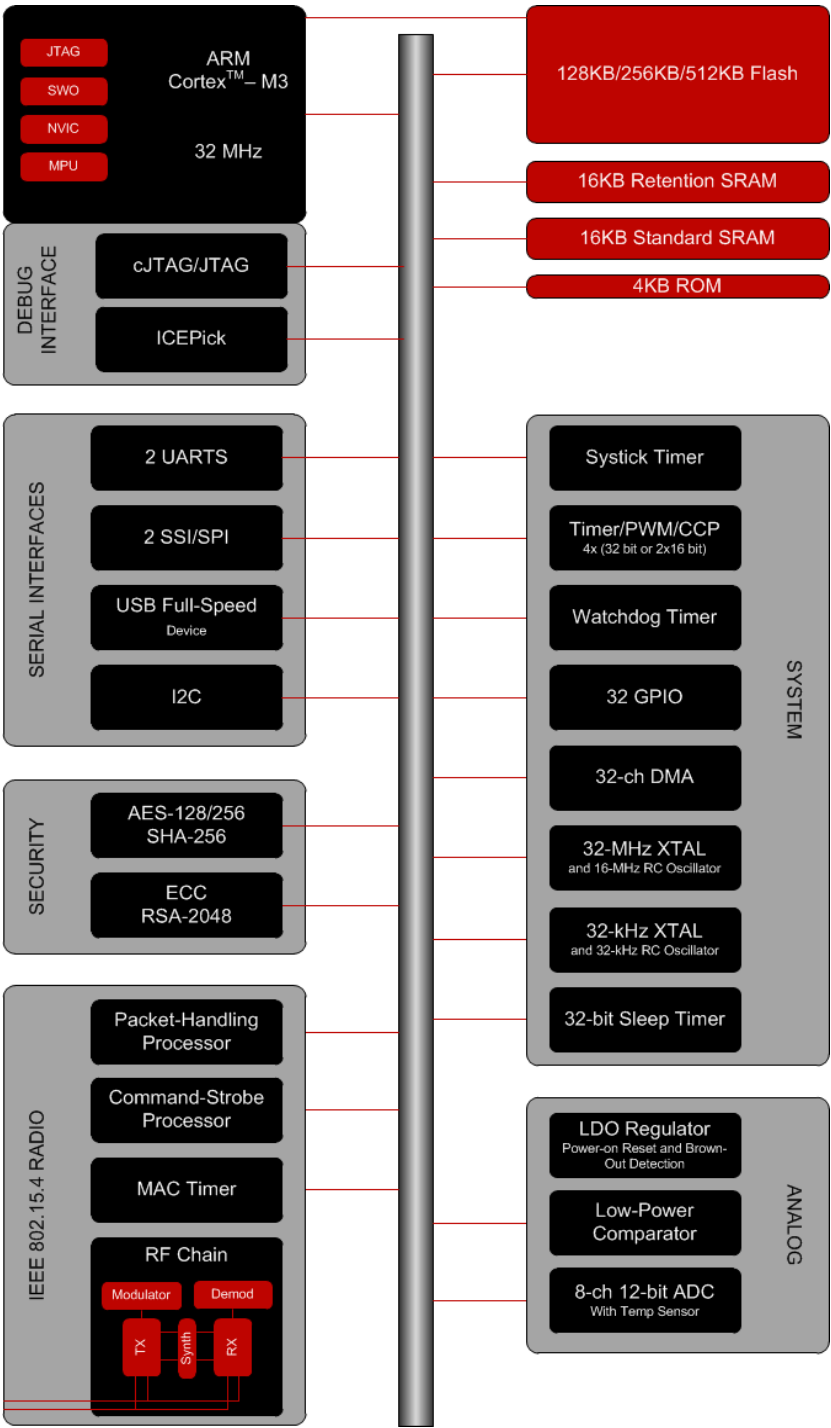 JTAG
SWO
NVIC
MPU
ARM
Cortex™– M3
32 MHz
DEBUG
INTERFACE
cJTAG/JTAG
ICEPick
SERIAL INTERFACES
2 UARTS
2 SSI/SPI
USB Full-Speed
Device
I2C
SECURITY
AES-128/256
SHA-256
ECC
RSA-2048
IEEE 802.15.4 RADIO
Packet-Handling
Processor
Command-Strobe
Processor
MAC Timer
RF Chain
Modulator
Demod
TX
Synth
RX
128KB/256KB/512KB Flash
16KB Retention SRAM
16KB Standard SRAM
4KB ROM
SYSTEM
Systick Timer
Timer/PWM/CCP
4x (32 bit or 2x16 bit)
Watchdog Timer
32 GPIO
32-ch DMA
32-MHz XTAL
and 16-MHz RC Oscillator
32-kHz XTAL
and 32-kHz RC Oscillator
32-bit Sleep Timer
ANALOG
LDO Regulator
Power-on Reset and Brown-
Out Detection
Low-Power
Comparator
8-ch 12-bit ADC
With Temp Sensor